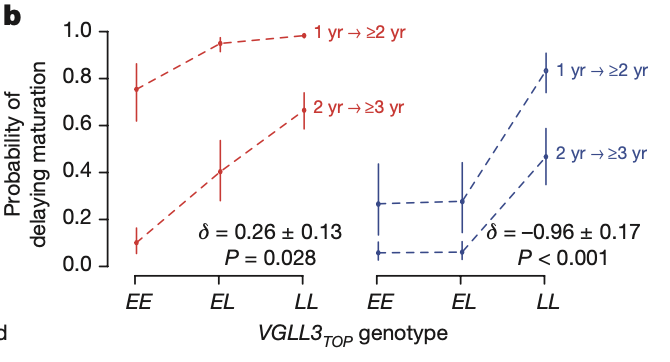 b
Probability of
delaying maturation
1.0
0.8
0.6
0.4
0.2
0.0
1 yr → ≥2 yr
2 yr → ≥3 yr
δ = 0.26 ± 0.13
P = 0.028
1 yr → ≥2 yr
2 yr → ≥3 yr
δ = –0.96 ± 0.17
P < 0.001
EE EL LL EE EL LL
d
VGLL3TOP genotype